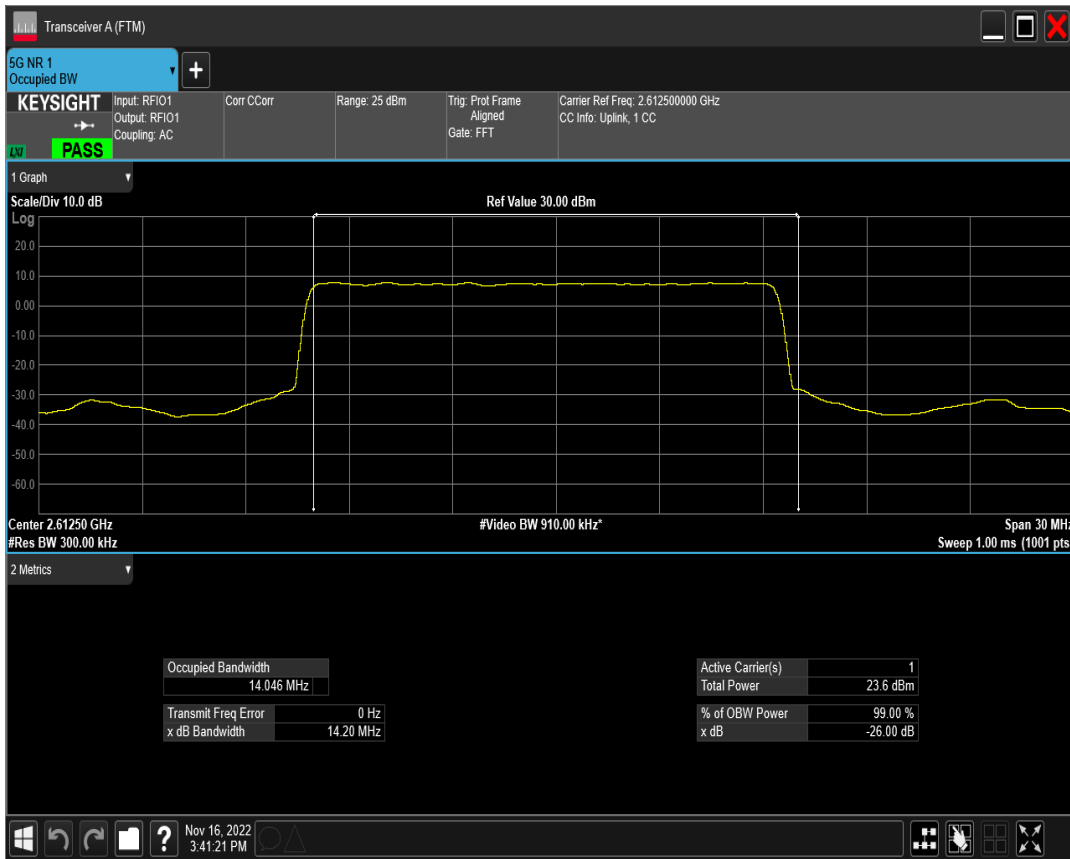 Transceiver A (FTM)
5G NR 1
Occupied BW
+
KEYSIGHT
LXI
PASS
Input: RFIO1
Output: RFIO1
Coupling: AC
Corr CCorr
Range: 25 dBm
Trig: Prot Frame
Aligned
Gate: FFT
Carrier Ref Freq: 2.612500000 GHz
CC Info: Uplink, 1 CC
1 Graph
Scale/Div 10.0 dB
Ref Value 30.00 dBm
Log
20.0
10.0
0.00
-10.0
-20.0
-30.0
-40.0
-50.0
-60.0
Center 2.61250 GHz
#Video BW 910.00 kHz*
Span 30 MHz
#Res BW 300.00 kHz
Sweep 1.00 ms (1001 pts
2 Metrics
Occupied Bandwidth
14.046 MHz
Transmit Freq Error 0 Hz
x dB Bandwidth 14.20 MHz
Active Carrier(s) 1
Total Power 23.6 dBm
% of OBW Power 99.00 %
x dB -26.00 dB
?
Nov 16, 2022
3:41:21 PM